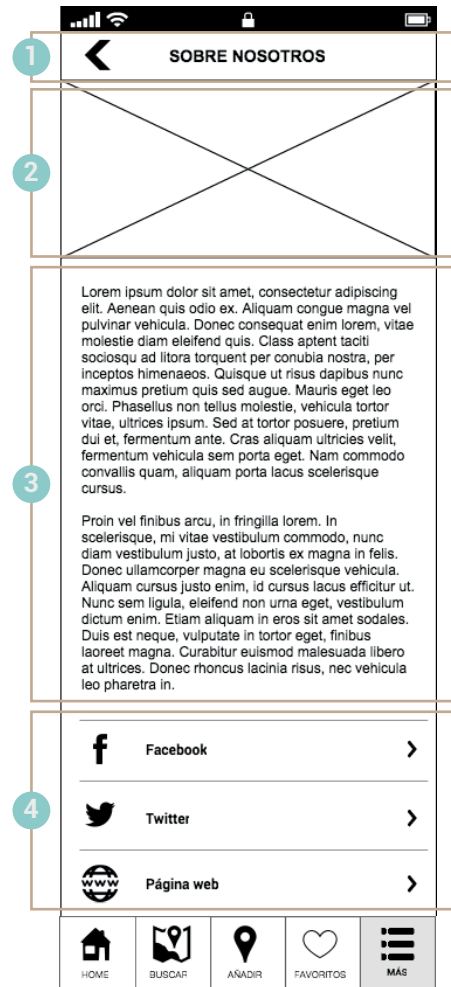 1
SOBRE NOSOTROS
2
3
Lorem ipsum dolor sit amet, consectetur adipiscing
elit. Aenean quis odio ex. Aliquam congue magna vel
pulvinar vehicula. Donec consequat enim lorem, vitae
molestie diam eleifend quis. Class aptent taciti
sociosqu ad litora torquent per conubia nostra, per
inceptos himenaeos. Quisque ut risus dapibus nunc
maximus pretium quis sed augue. Mauris eget leo
orci. Phasellus non tellus molestie, vehicula tortor
vitae, ultrices ipsum. Sed at tortor posuere, pretium
dui et, fermentum ante. Cras aliquam ultricies velit,
fermentum vehicula sem porta eget. Nam commodo
convallis quam, aliquam porta lacus scelerisque
cursus.
Proin vel finibus arcu, in fringilla lorem. In
scelerisque, mi vitae vestibulum commodo, nunc
diam vestibulum justo, at lobortis ex magna in felis.
Donec ullamcorper magna eu scelerisque vehicula.
Aliquam cursus justo enim, id cursus lacus efficitur ut.
Nunc sem ligula, eleifend non urna eget, vestibulum
dictum enim. Etiam aliquam in eros sit amet sodales.
Duis est neque, vulputate in tortor eget, finibus
laoreet magna. Curabitur euismod malesuada libero
at ultrices. Donec rhoncus lacinia risus, nec vehicula
leo pharetra in.
4
f Facebook
Twitter
www Página web
HOME BUSCAR AÑADIR FAVORITOS MÁS